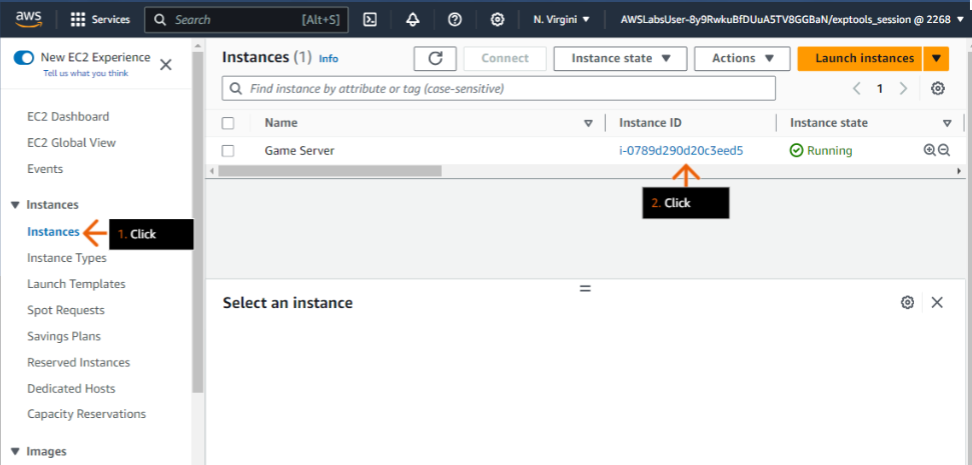 aws Services Search [Alt+S] N. Virgini AWSLabsUser-8y9RwkuBfDUuA5TV8GGBaN/exptools_session @ 2268
New EC2 Experience
Tell us what you think
EC2 Dashboard
EC2 Global View
Events
Instances
Instances 1. Click
Instance Types
Launch Templates
Spot Requests
Savings Plans
Reserved Instances
Dedicated Hosts
Capacity Reservations
Images
Instances (1) Info Connect Instance state Actions Launch instances
Find instance by attribute or tag (case-sensitive) 1
Name Instance ID Instance state
Game Server i-0789d290d20c3eed5 Running
2. Click
Select an instance